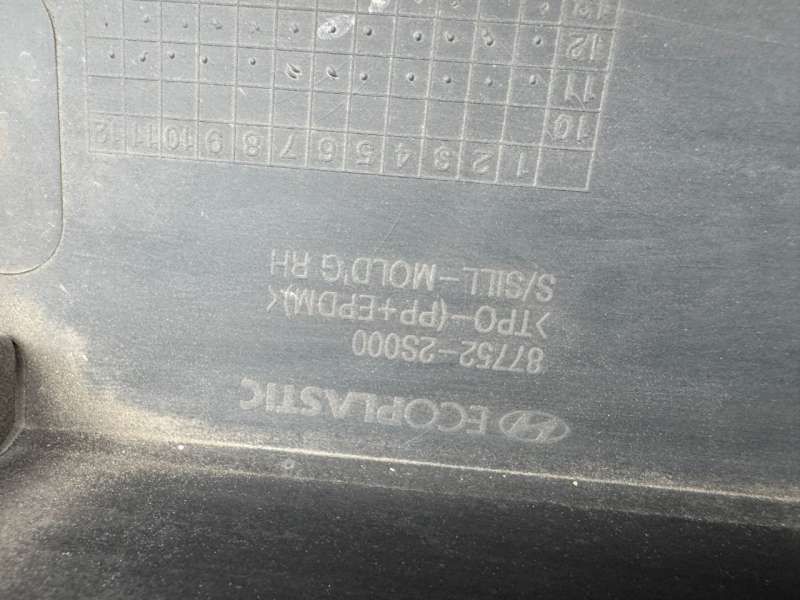 ECOPLASTIC
87752-2S000
>TPO-(PP+EPDM)<
S/SILL-MOLD'G RH
1 2 3 4 5 6 7 8 9 10 11 12
10
11
12